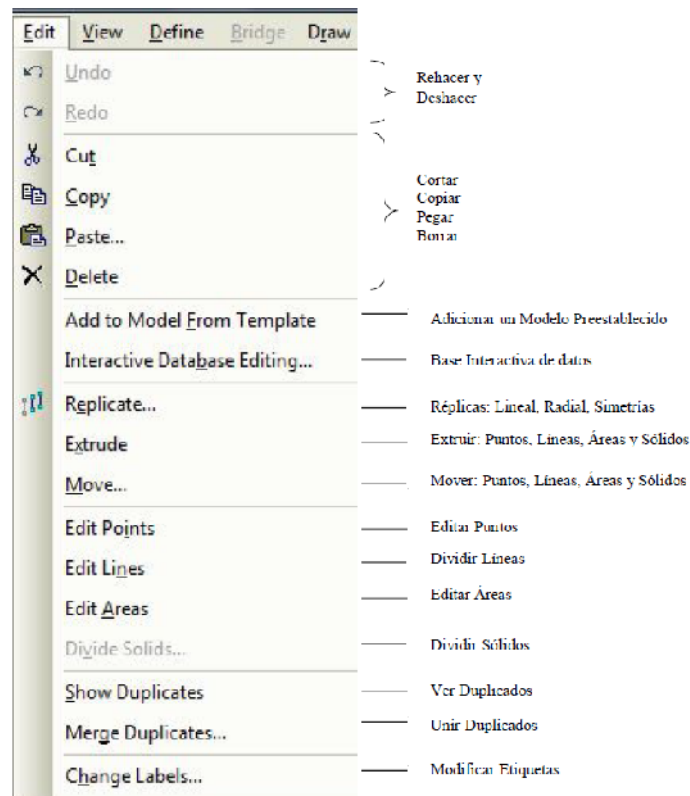 Edit View Define Bridge Draw
Undo
Redo
Rehacer y
Deshacer
Cut
Copy
Paste...
Delete
Cortar
Copiar
Pegar
Borrar
Add to Model From Template Adicionar un Modelo Preestablecido
Interactive Database Editing... Base Interactiva de datos
Replicate... Réplicas: Lineal, Radial, Simetrías
Extrude Extruir: Puntos, Lineas, Áreas y Sólidos
Move... Mover: Puntos, Líneas, Áreas y Sólidos
Edit Points Editar Puntos
Edit Lines Dividir Líneas
Edit Areas Editar Áreas
Divide Solids... Dividir Sólidos
Show Duplicates Ver Duplicados
Merge Duplicates... Unir Duplicados
Change Labels... Modificar Etiquetas